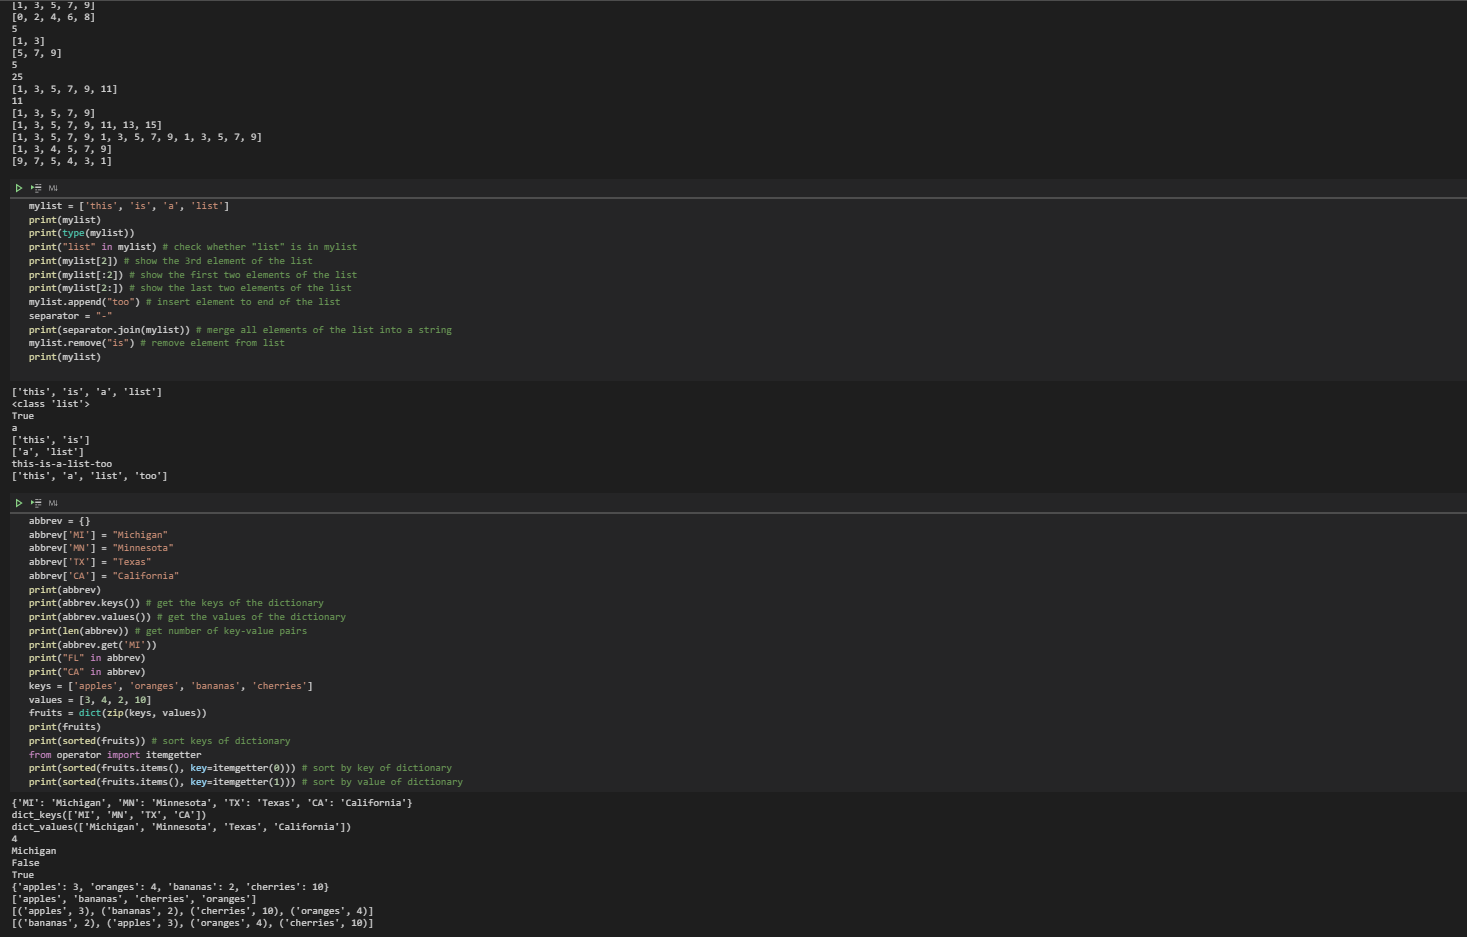 [1, 3, 5, 7, 9]
[0, 2, 4, 6, 8]
5
[1, 3]
[5, 7, 9]
5
25
[1, 3, 5, 7, 9, 11]
11
[1, 3, 5, 7, 9]
[1, 3, 5, 7, 9, 11, 13, 15]
[1, 3, 5, 7, 9, 1, 3, 5, 7, 9, 1, 3, 5, 7, 9]
[1, 3, 4, 5, 7, 9]
[9, 7, 5, 4, 3, 1]
M↓
mylist = ['this', 'is', 'a', 'list']
print(mylist)
print(type(mylist))
print("list" in mylist) # check whether "list" is in mylist
print(mylist[2]) # show the 3rd element of the list
print(mylist[:2]) # show the first two elements of the list
print(mylist[2:]) # show the last two elements of the list
mylist.append("too") # insert element to end of the list
separator = "-"
print(separator.join(mylist)) # merge all elements of the list into a string
mylist.remove("is") # remove element from list
print(mylist)
['this', 'is', 'a', 'list']
<class 'list'>
True
a
['this', 'is']
['a', 'list']
this-is-a-list-too
['this', 'a', 'list', 'too']
M↓
abbrev = {}
abbrev['MI'] = "Michigan"
abbrev['MN'] = "Minnesota"
abbrev['TX'] = "Texas"
abbrev['CA'] = "California"
print(abbrev)
print(abbrev.keys()) # get the keys of the dictionary
print(abbrev.values()) # get the values of the dictionary
print(len(abbrev)) # get number of key-value pairs
print(abbrev.get('MI'))
print("FL" in abbrev)
print("CA" in abbrev)
keys = ['apples', 'oranges', 'bananas', 'cherries']
values = [3, 4, 2, 10]
fruits = dict(zip(keys, values))
print(fruits)
print(sorted(fruits)) # sort keys of dictionary
from operator import itemgetter
print(sorted(fruits.items(), key=itemgetter(0))) # sort by key of dictionary
print(sorted(fruits.items(), key=itemgetter(1))) # sort by value of dictionary
{'MI': 'Michigan', 'MN': 'Minnesota', 'TX': 'Texas', 'CA': 'California'}
dict_keys(['MI', 'MN', 'TX', 'CA'])
dict_values(['Michigan', 'Minnesota', 'Texas', 'California'])
4
Michigan
False
True
{'apples': 3, 'oranges': 4, 'bananas': 2, 'cherries': 10}
['apples', 'bananas', 'cherries', 'oranges']
[('apples', 3), ('bananas', 2), ('cherries', 10), ('oranges', 4)]
[('bananas', 2), ('apples', 3), ('oranges', 4), ('cherries', 10)]